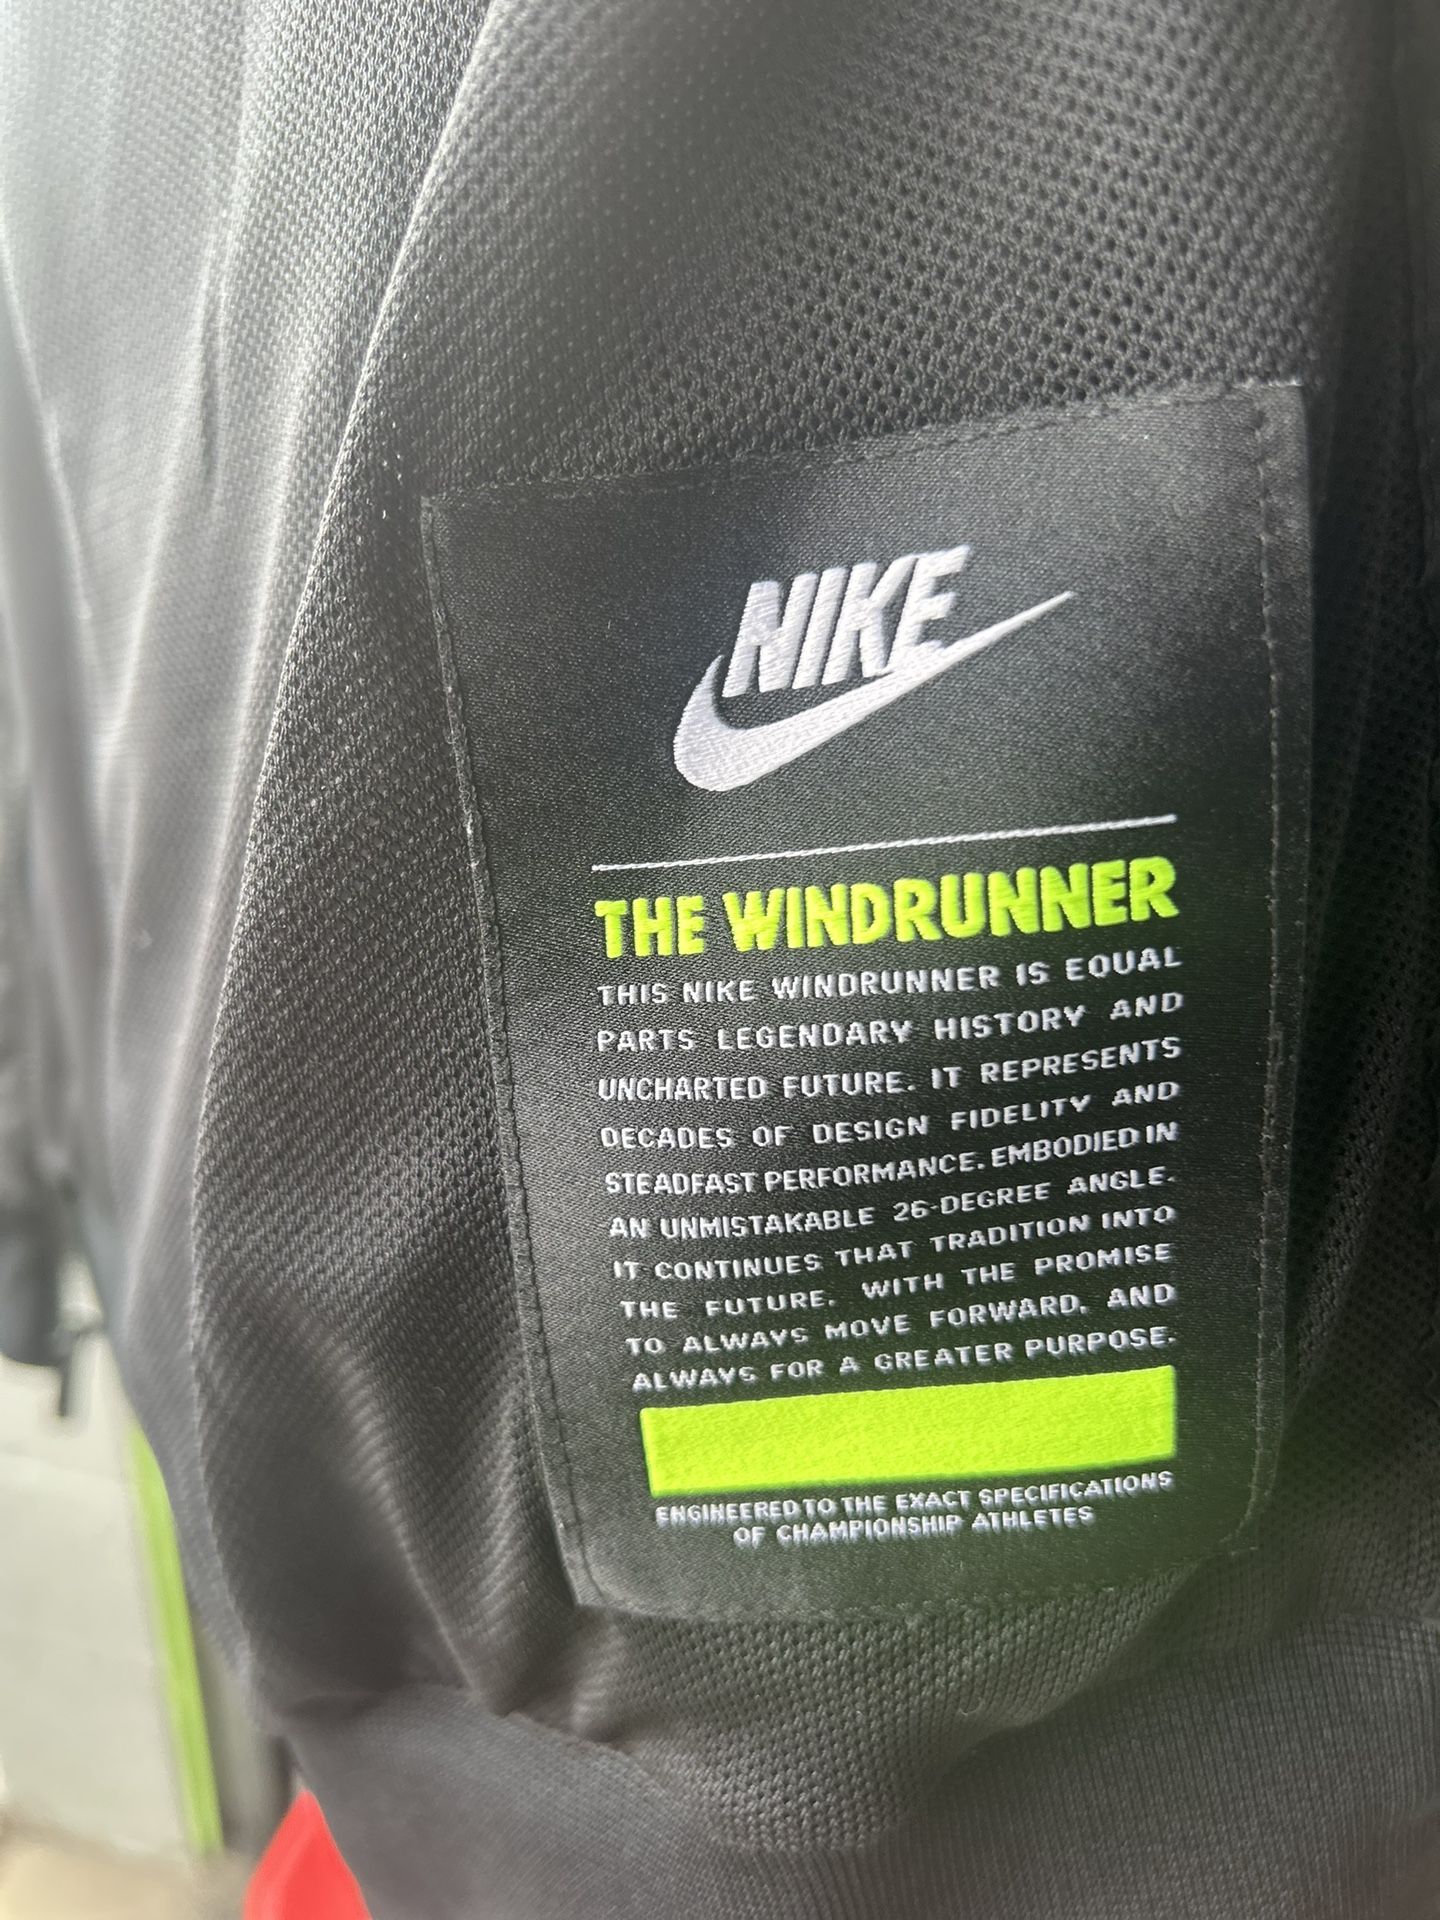 NIKE
THE WINDRUNNER
THIS NIKE WINDRUNNER IS EQUAL
PARTS LEGENDARY HISTORY AND
UNCHARTED FUTURE. IT REPRESENTS
DECADES OF DESIGN FIDELITY AND
STEADFAST PERFORMANCE. EMBODIED IN
AN UNMISTAKABLE 26-DEGREE ANGLE.
IT CONTINUES THAT TRADITION INTO
THE FUTURE. WITH THE PROMISE
TO ALWAYS MOVE FORWARD, AND
ALWAYS FOR A GREATER PURPOSE.
ENGINEERED TO THE EXACT SPECIFICATIONS
OF CHAMPIONSHIP ATHLETES